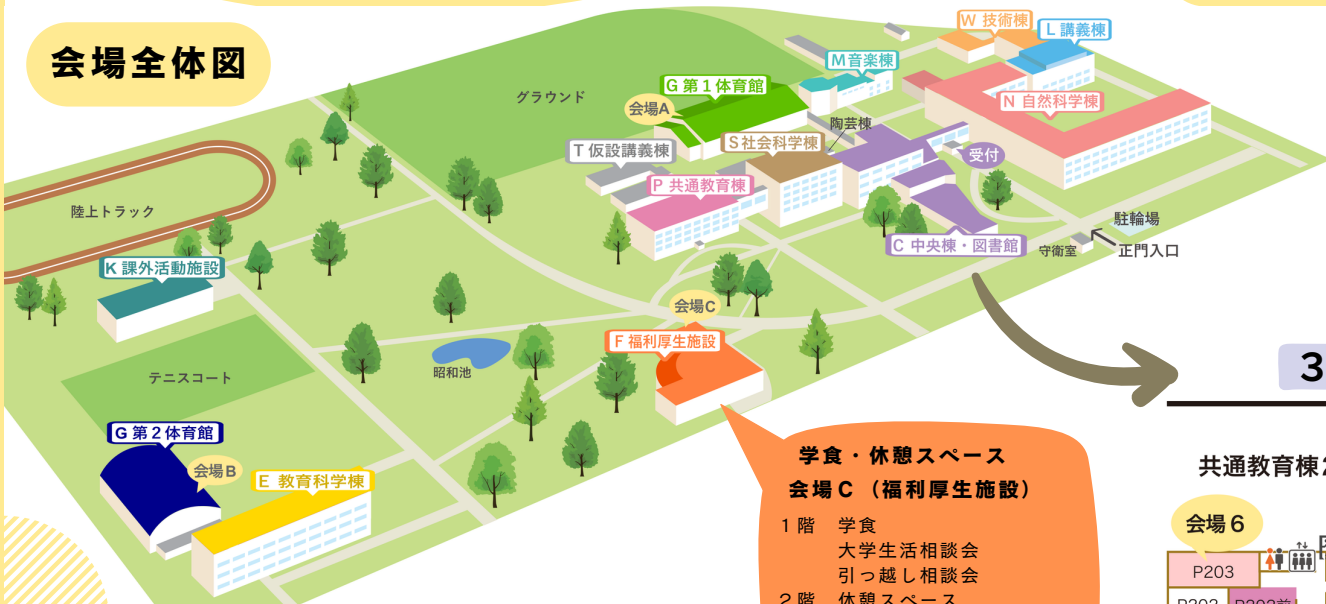 会場全体図
W 技術棟
L 講義棟
M音楽棟
G 第1体育館
グラウンド
N 自然科学棟
会場A
陶芸棟
S社会科学棟
T 仮設講義棟
受付
P 共通教育棟
陸上トラック
駐輪場
C 中央棟・図書館
守衛室
正門入口
K 課外活動施設
会場C
F 福利厚生施設
昭和池
テニスコート
3
G 第2体育館
会場B
E 教育科学棟
学食・休憩スペース
会場C（福利厚生施設）
1階 学食
大学生活相談会
引っ越し相談会
2階 休憩スペース
共通教育棟2
会場6
P203